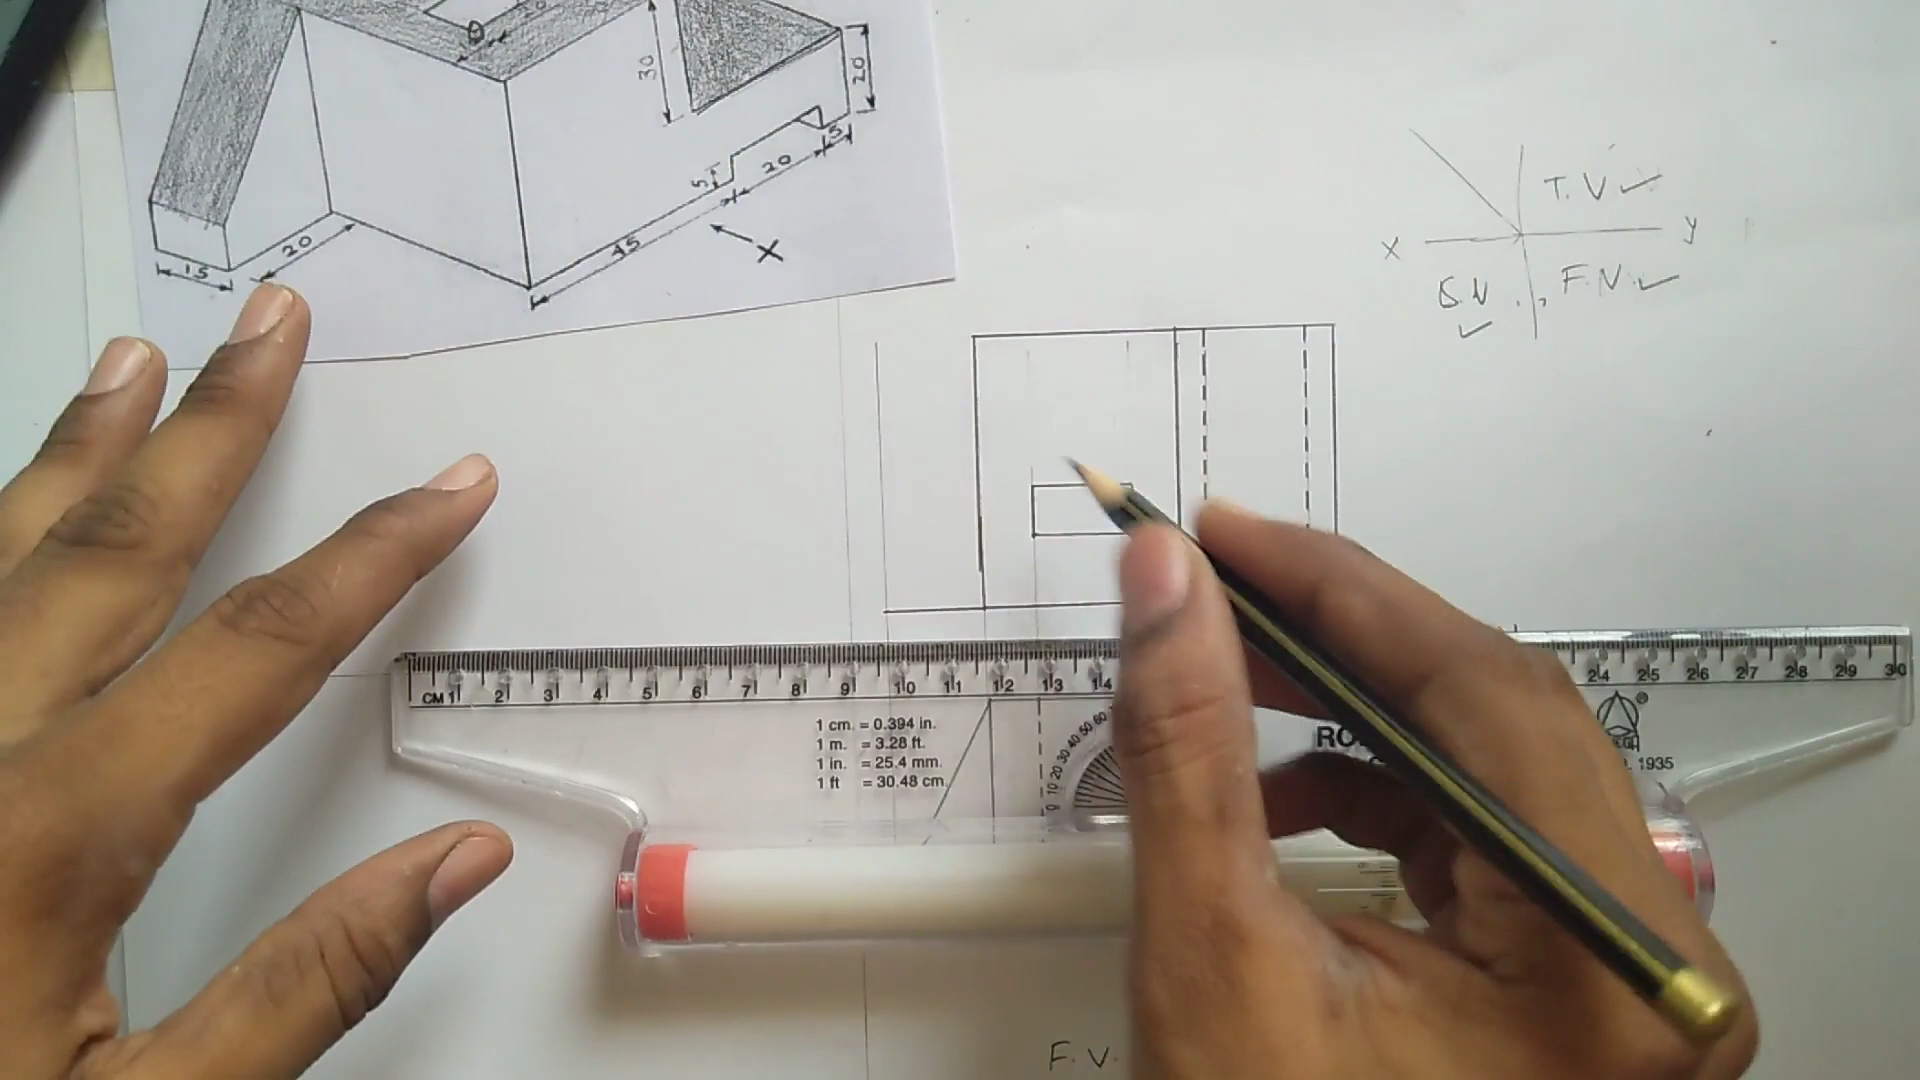 30
20
5
20
5
45
X
20
15
T. V
X
y
S.V
F.V.
CM 1 2 3 4 5 6 7 8 9 10 11 12 13 14
24 25 26 27 28 29 30
1 cm. = 0.394 in.
1 m. = 3.28 ft.
1 in. = 25.4 mm.
1 ft = 30.48 cm.
0 10 20 30 40 50 60
®
RO
1935
F. V.